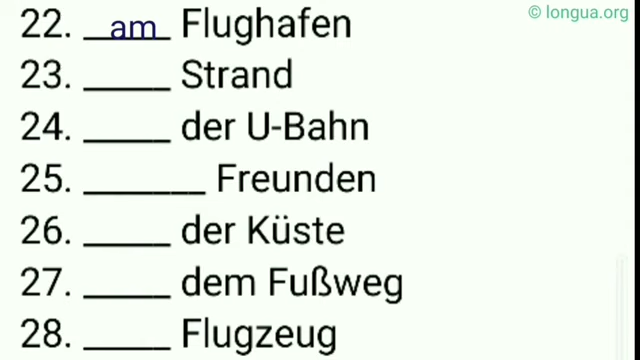 © longua.org
22. __am__ Flughafen
23. _____ Strand
24. _____ der U-Bahn
25. _______ Freunden
26. _____ der Küste
27. _____ dem Fußweg
28. _____ Flugzeug